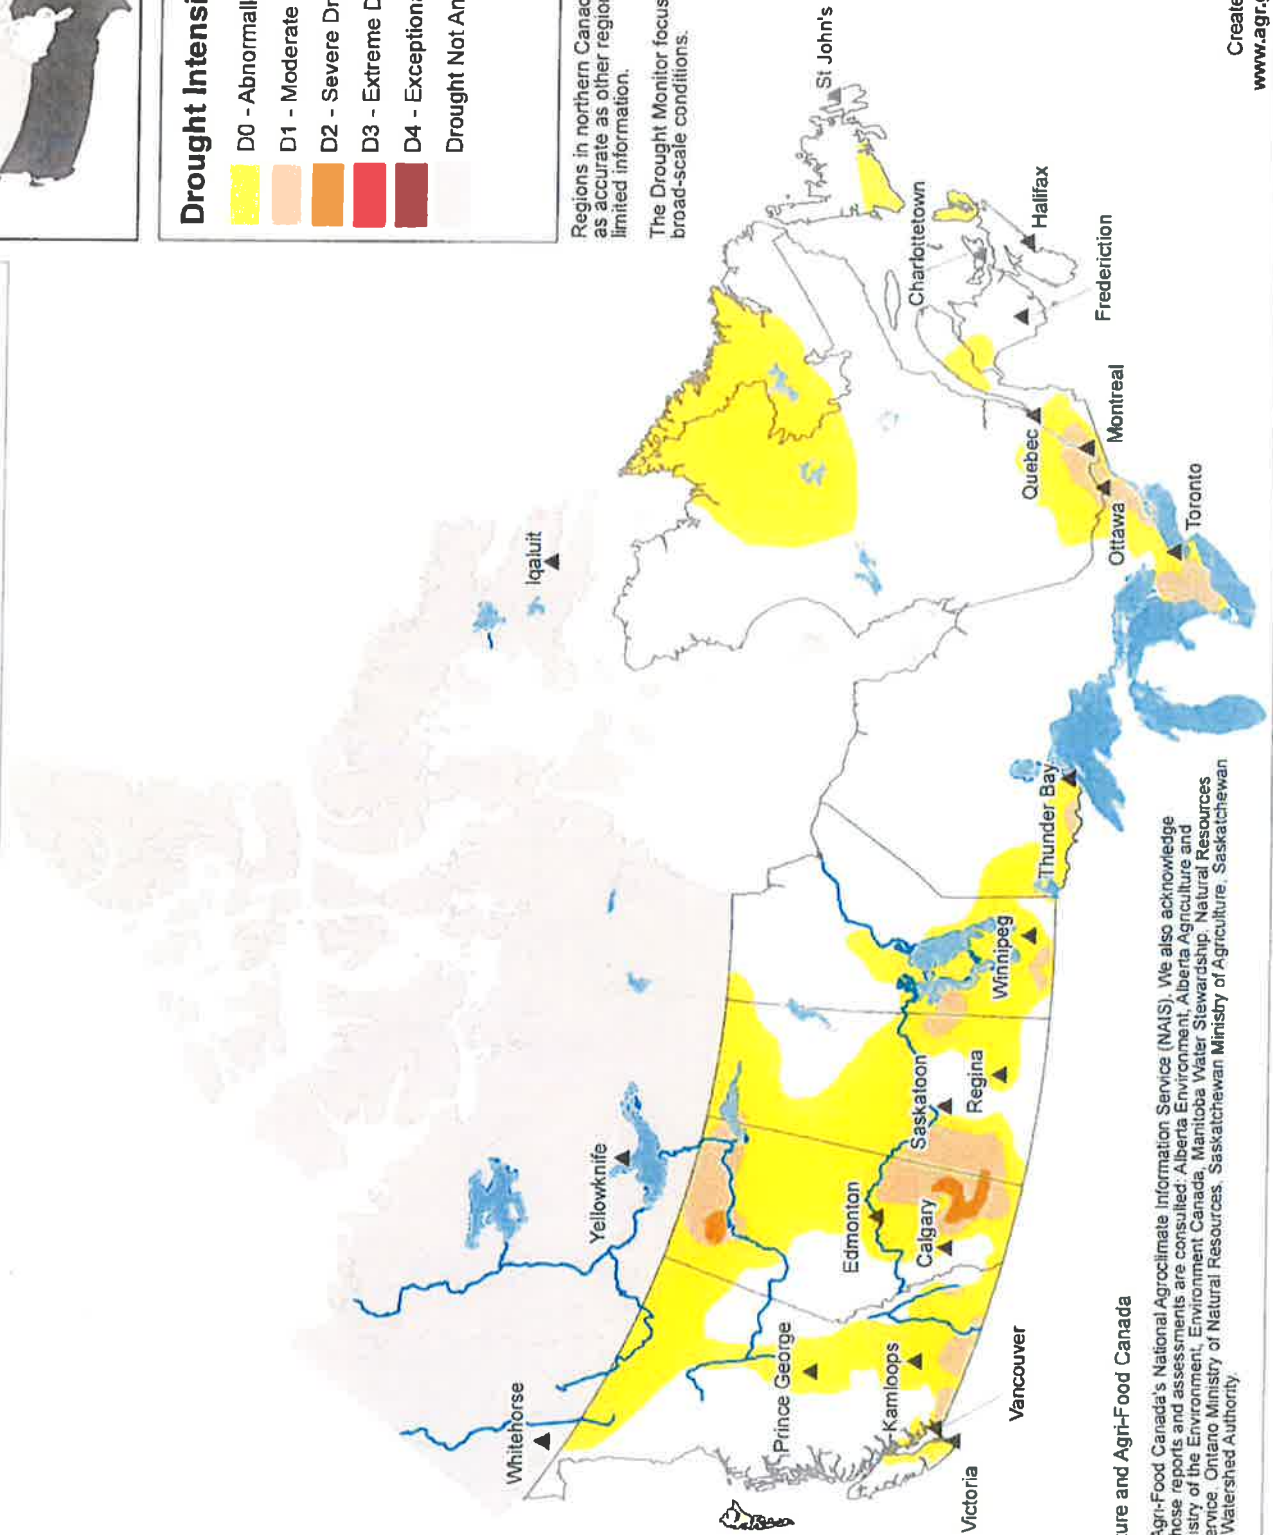 Drought Intensi
D0 - Abnormall
D1 - Moderate
D2 - Severe Dr
D3 - Extreme D
D4 - Exceptiona
Drought Not An
Regions in northern Canad
as accurate as other region
limited information.
The Drought Monitor focus
broad-scale conditions.
St John's
Halifax
Charlottetown
Frederiction
Montreal
Quebec
Ottawa
Toronto
Iqaluit
Thunder Bay
Winnipeg
Regina
Saskatoon
Yellowknife
Edmonton
Calgary
Prince George
Kamloops
Whitehorse
Vancouver
Victoria
ure and Agri-Food Canada
Agri-Food Canada's National Agroclimate Information Service (NAIS). We also acknowledge
hose reports and assessments are consulted: Alberta Environment, Alberta Agriculture and
istry of the Environment, Environment Canada, Manitoba Water Stewardship, Natural Resources
ervice, Ontario Ministry of Natural Resources, Saskatchewan Ministry of Agriculture, Saskatchewan
Watershed Authority.
Create
www.agr.g